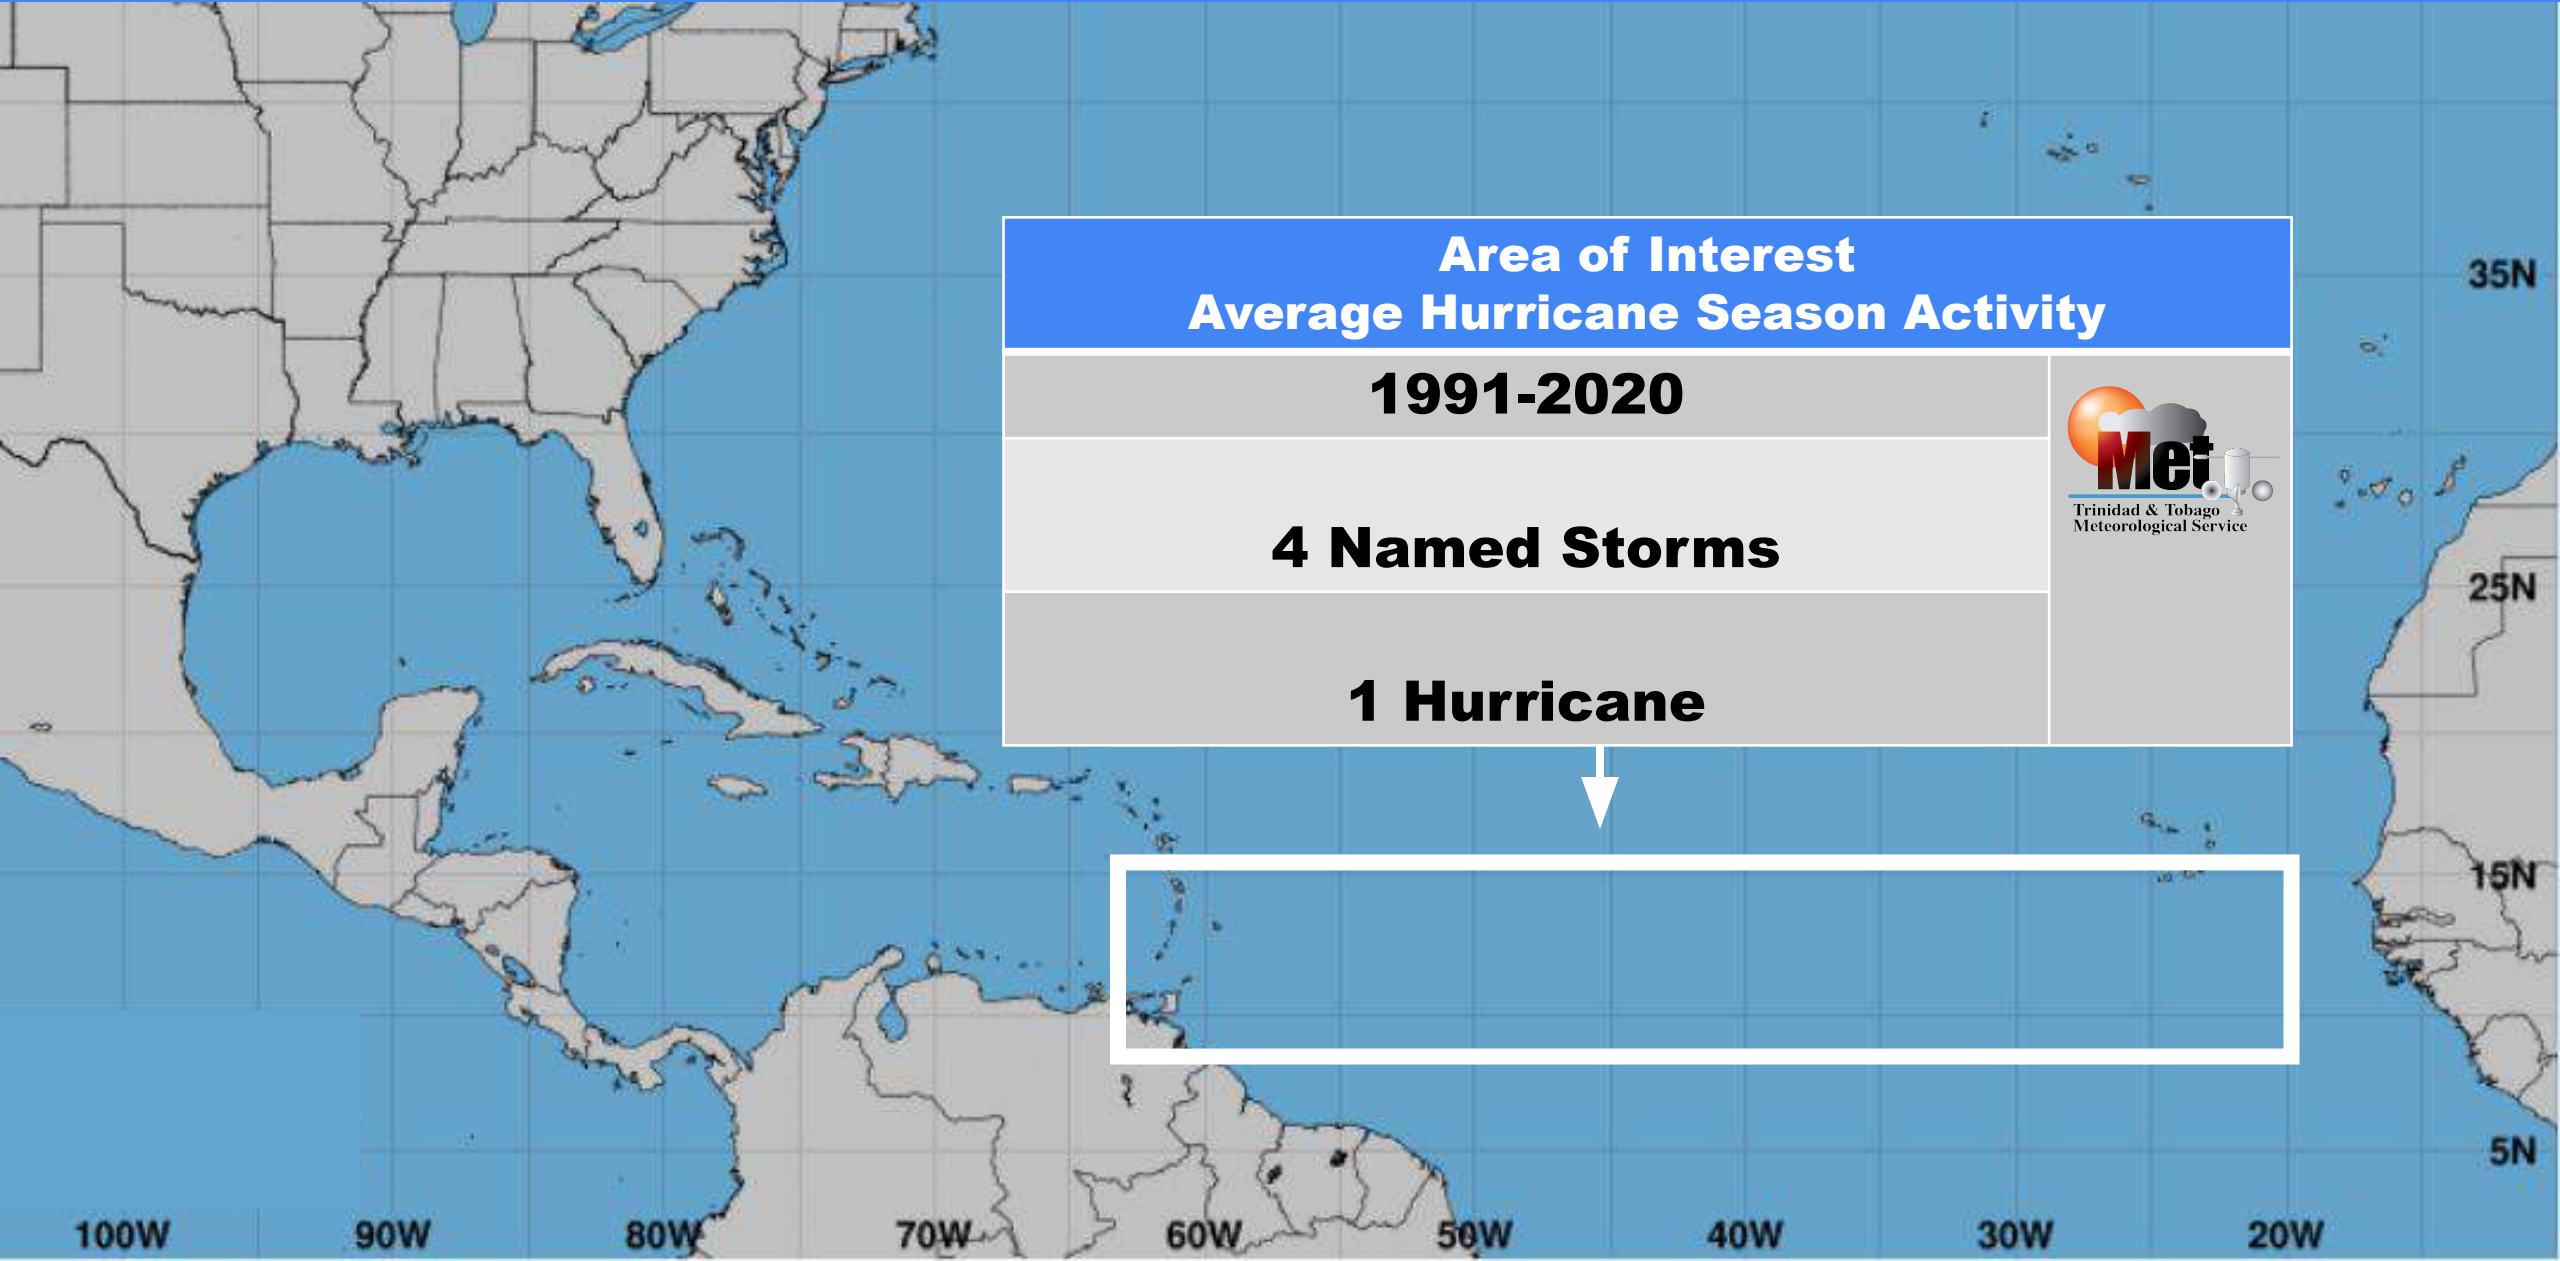 Area of Interest
Average Hurricane Season Activity
1991-2020
4 Named Storms
1 Hurricane
Met
Trinidad & Tobago
Meteorological Service
35N
25N
15N
5N
100W 90W 80W 70W 60W 50W 40W 30W 20W